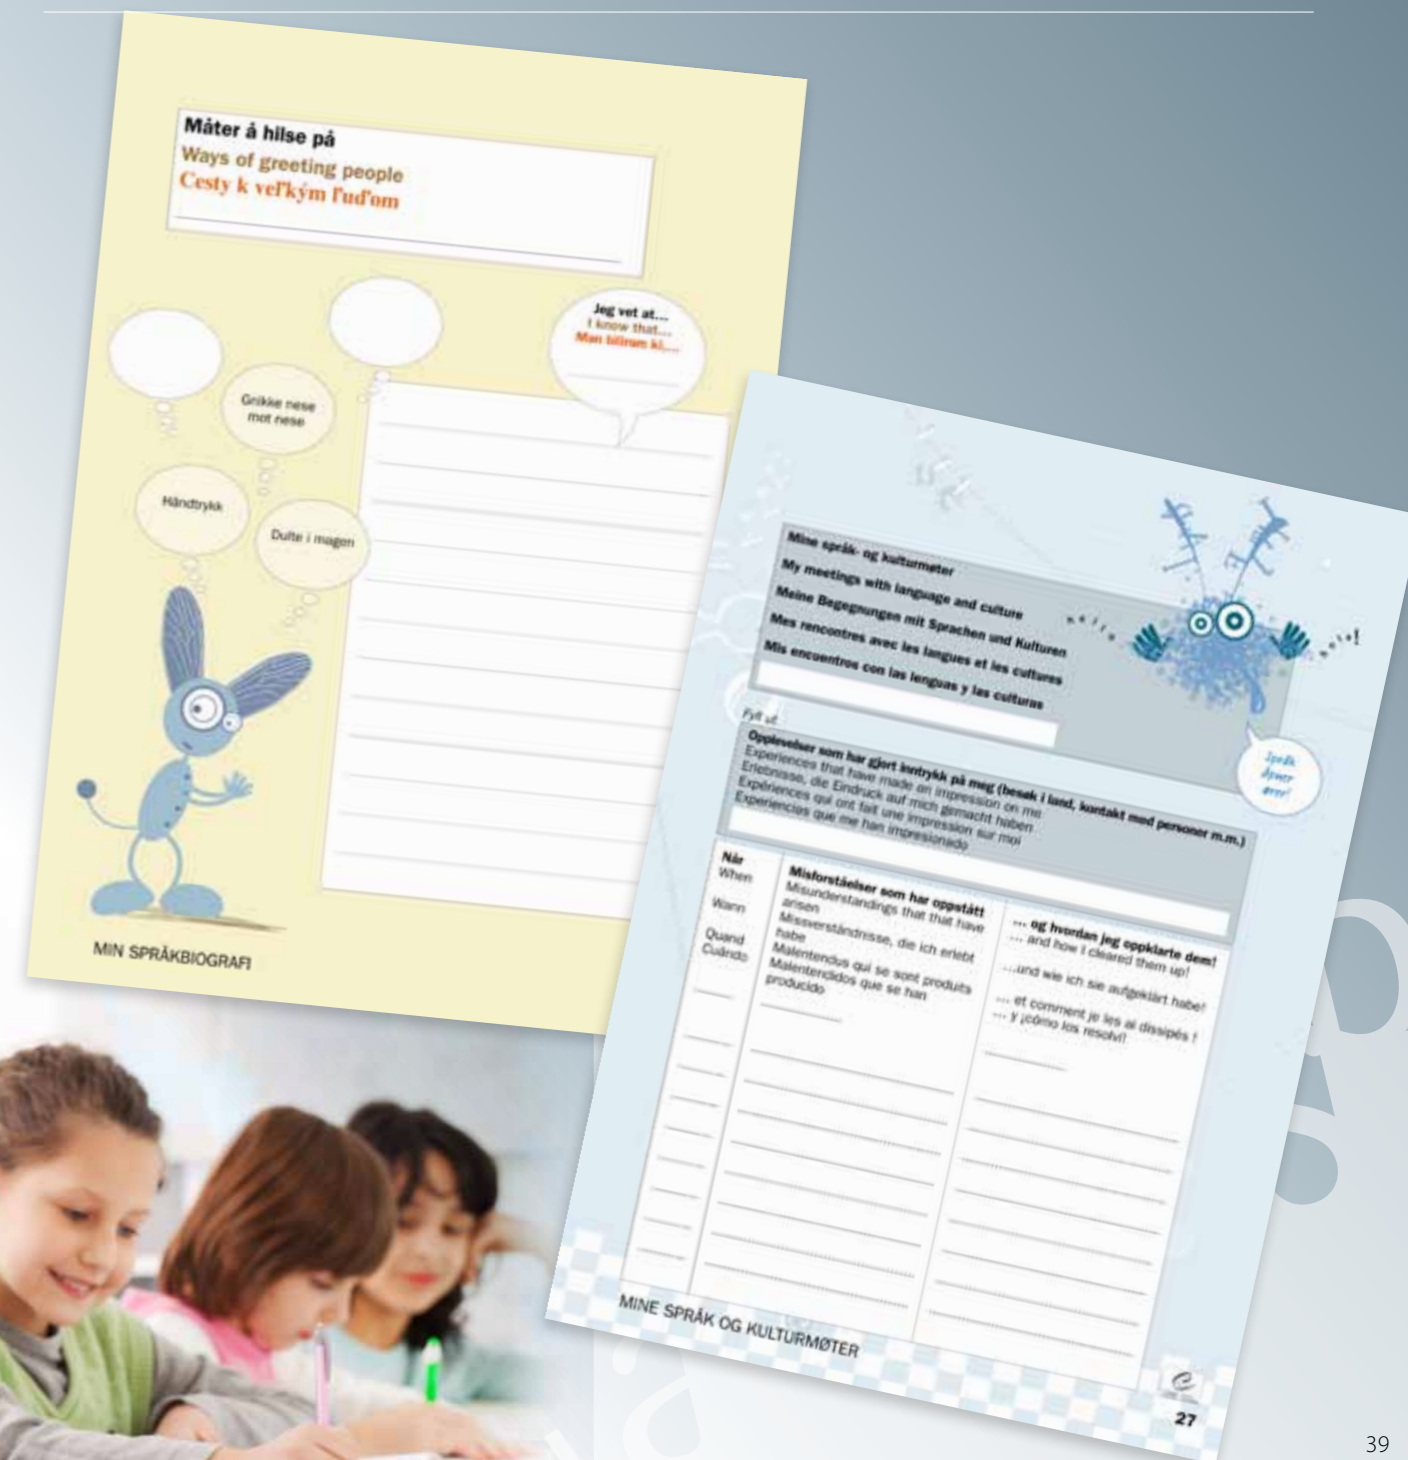 Måter å hilse på
Ways of greeting people
Cesty k veľkým ľuďom
Jeg vet at...
I know that...
Man bilirum ki,...
Gnikke nese
mot nese
Håndtrykk
Dulte i magen
MIN SPRÅKBIOGRAFI
Mine språk- og kulturmøter
My meetings with language and culture
Meine Begegnungen mit Sprachen und Kulturen
Mes rencontres avec les langues et les cultures
Mis encuentros con las lenguas y las culturas
Språk
åpner
ører!
Fyll ut
Opplevelser som har gjort inntrykk på meg (besøk i land, kontakt med personer m.m.)
Experiences that have made an impression on me
Erlebnisse, die Eindruck auf mich gemacht haben
Expériences qui ont fait une impression sur moi
Experiencias que me han impresionado
Når
When
Wann
Quand
Cuándo
Misforståelser som har oppstått
Misunderstandings that that have
arisen
Missverständnisse, die ich erlebt
habe
Malentendus qui se sont produits
Malentendidos que se han
producido
... og hvordan jeg oppklarte dem!
... and how I cleared them up!
...und wie ich sie aufgeklärt habe!
... et comment je les ai dissipés !
... y ¡cómo los resolví!
MINE SPRÅK OG KULTURMØTER
27
39